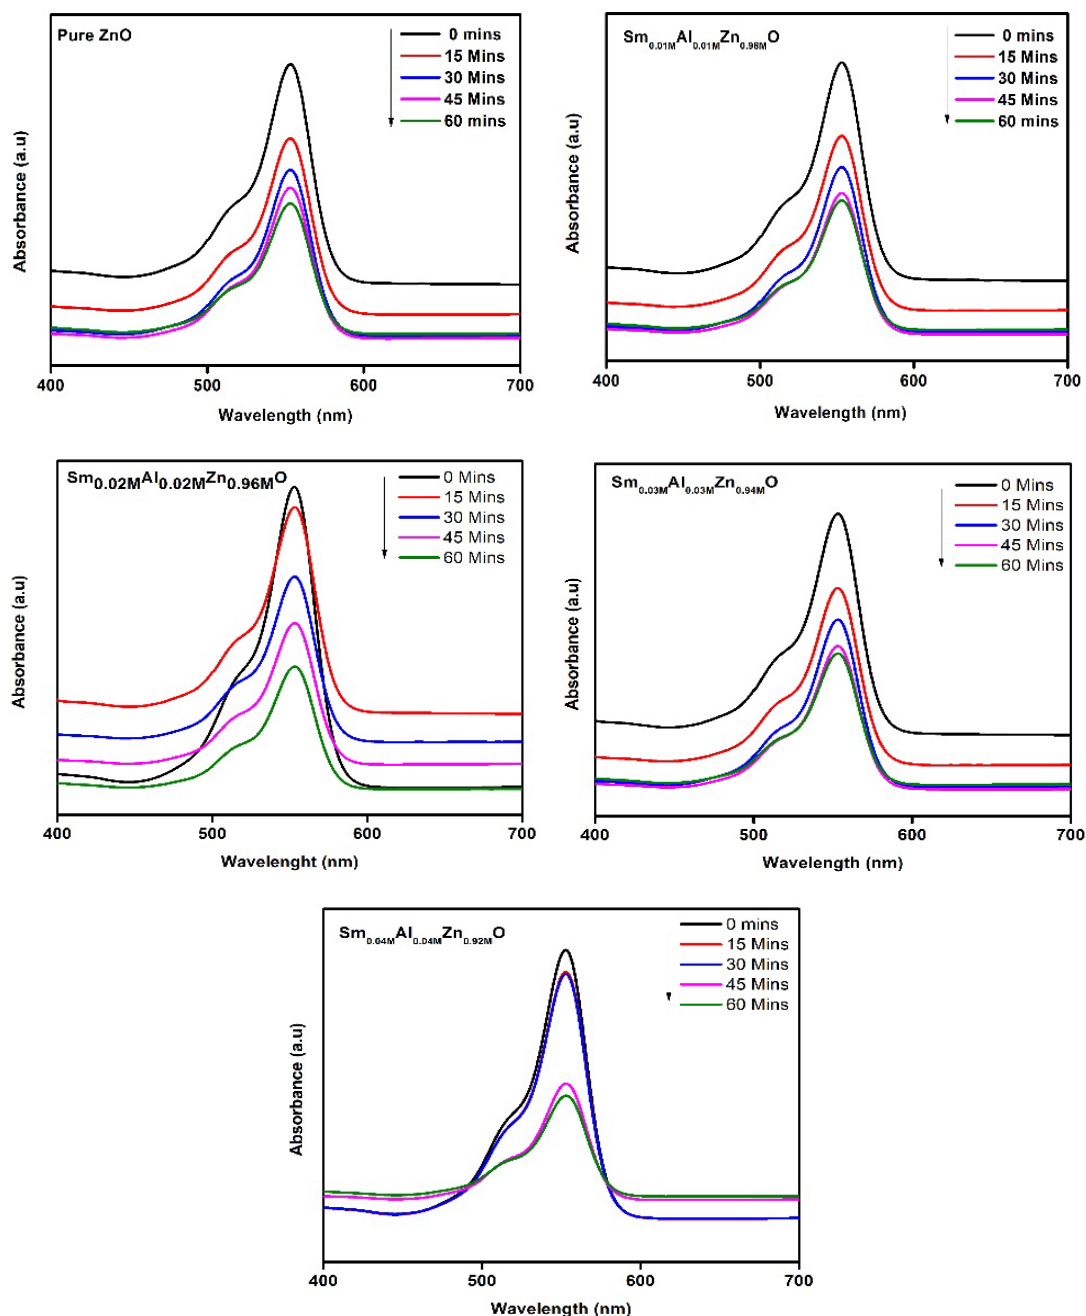 Pure ZnO
0 mins
15 Mins
30 Mins
45 Mins
60 mins
Absorbance (a.u)
400 500 600 700
Wavelength (nm)
Sm0.01MAl0.01MZn0.98MO
0 mins
15 Mins
30 Mins
45 Mins
60 mins
Absorbance (a.u)
400 500 600 700
Wavelength (nm)
Sm0.02MAl0.02MZn0.96MO
0 Mins
15 Mins
30 Mins
45 Mins
60 Mins
Absorbance (a.u)
400 500 600 700
Wavelenght (nm)
Sm0.03MAl0.03MZn0.94MO
0 Mins
15 Mins
30 Mins
45 Mins
60 Mins
Absorbance (a.u)
400 500 600 700
Wavelength (nm)
Sm0.04MAl0.04MZn0.92MO
0 mins
15 Mins
30 Mins
45 Mins
60 Mins
Absorbance (a.u)
400 500 600 700
Wavelength (nm)